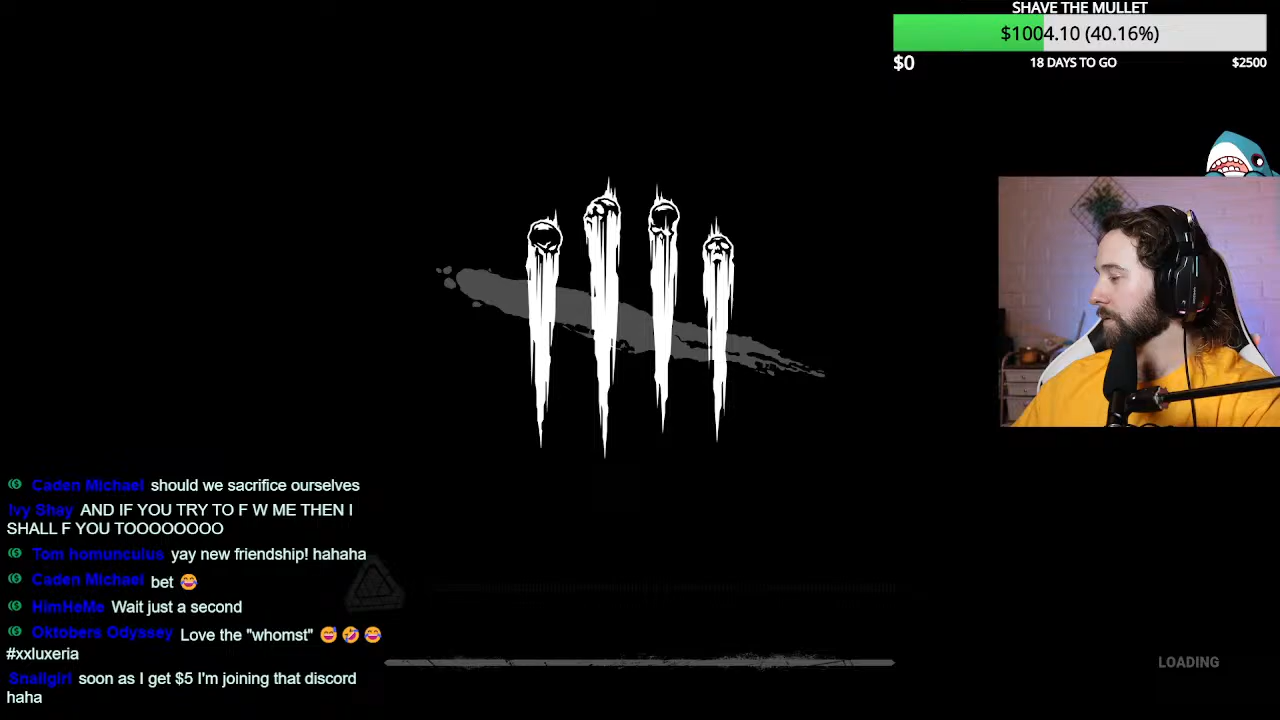 SHAVE THE MULLET
$1004.10 (40.16%)
$0 18 DAYS TO GO $2500
Caden Michael should we sacrifice ourselves
Ivy Shay AND IF YOU TRY TO F W ME THEN I
SHALL F YOU TOOOOOOOO
Tom homunculus yay new friendship! hahaha
Caden Michael bet 😂
HimHeMe Wait just a second
Oktobers Odyssey Love the "whomst" 😅 🤣 😂
#xxluxeria
Snailgirl soon as I get $5 I'm joining that discord
haha
LOADING